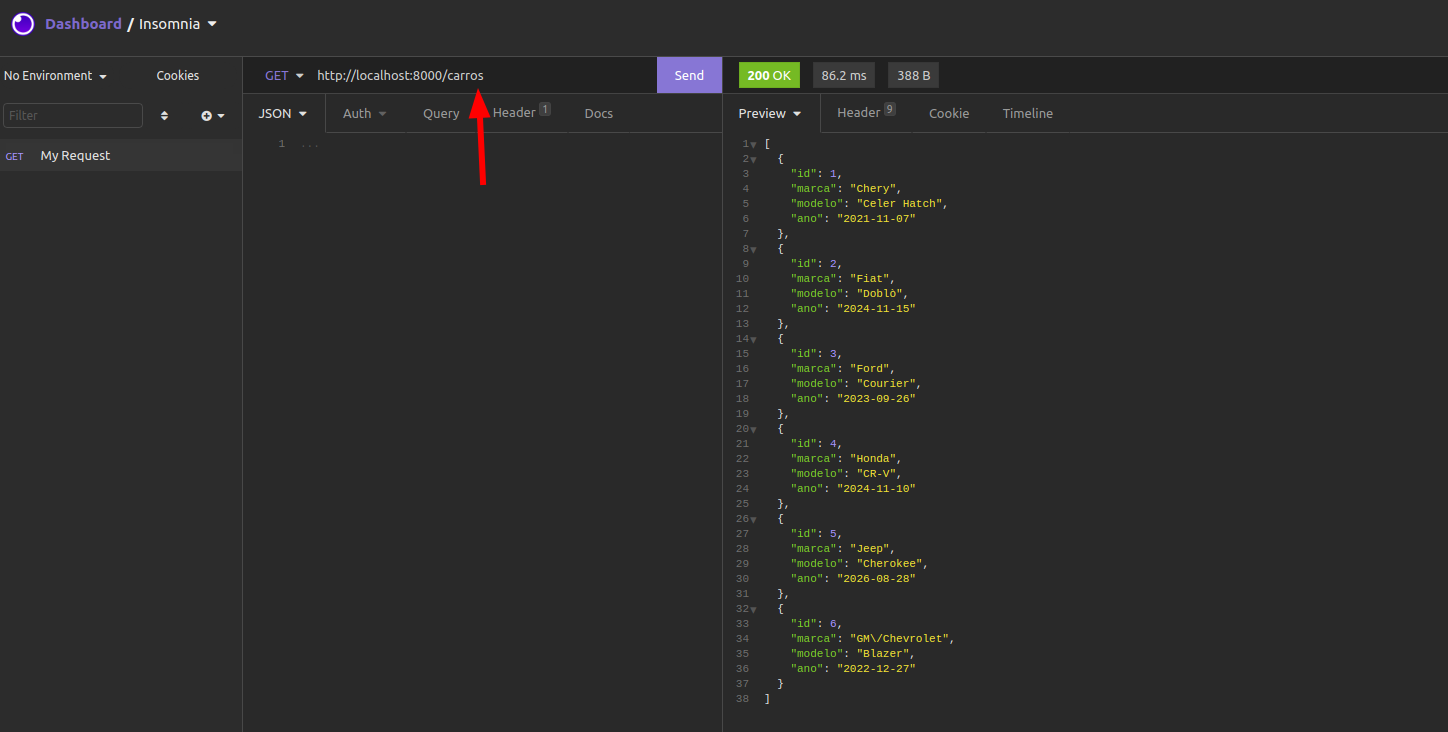 Dashboard / Insomnia
No Environment Cookies
GET http://localhost:8000/carros Send
200 OK 86.2 ms 388 B
Filter
GET My Request
JSON Auth Query Header 1 Docs
1 ...
Preview Header 9 Cookie Timeline
1 [
2 {
3 "id": 1,
4 "marca": "Chery",
5 "modelo": "Celer Hatch",
6 "ano": "2021-11-07"
7 },
8 {
9 "id": 2,
10 "marca": "Fiat",
11 "modelo": "Doblò",
12 "ano": "2024-11-15"
13 },
14 {
15 "id": 3,
16 "marca": "Ford",
17 "modelo": "Courier",
18 "ano": "2023-09-26"
19 },
20 {
21 "id": 4,
22 "marca": "Honda",
23 "modelo": "CR-V",
24 "ano": "2024-11-10"
25 },
26 {
27 "id": 5,
28 "marca": "Jeep",
29 "modelo": "Cherokee",
30 "ano": "2026-08-28"
31 },
32 {
33 "id": 6,
34 "marca": "GM\/Chevrolet",
35 "modelo": "Blazer",
36 "ano": "2022-12-27"
37 }
38 ]